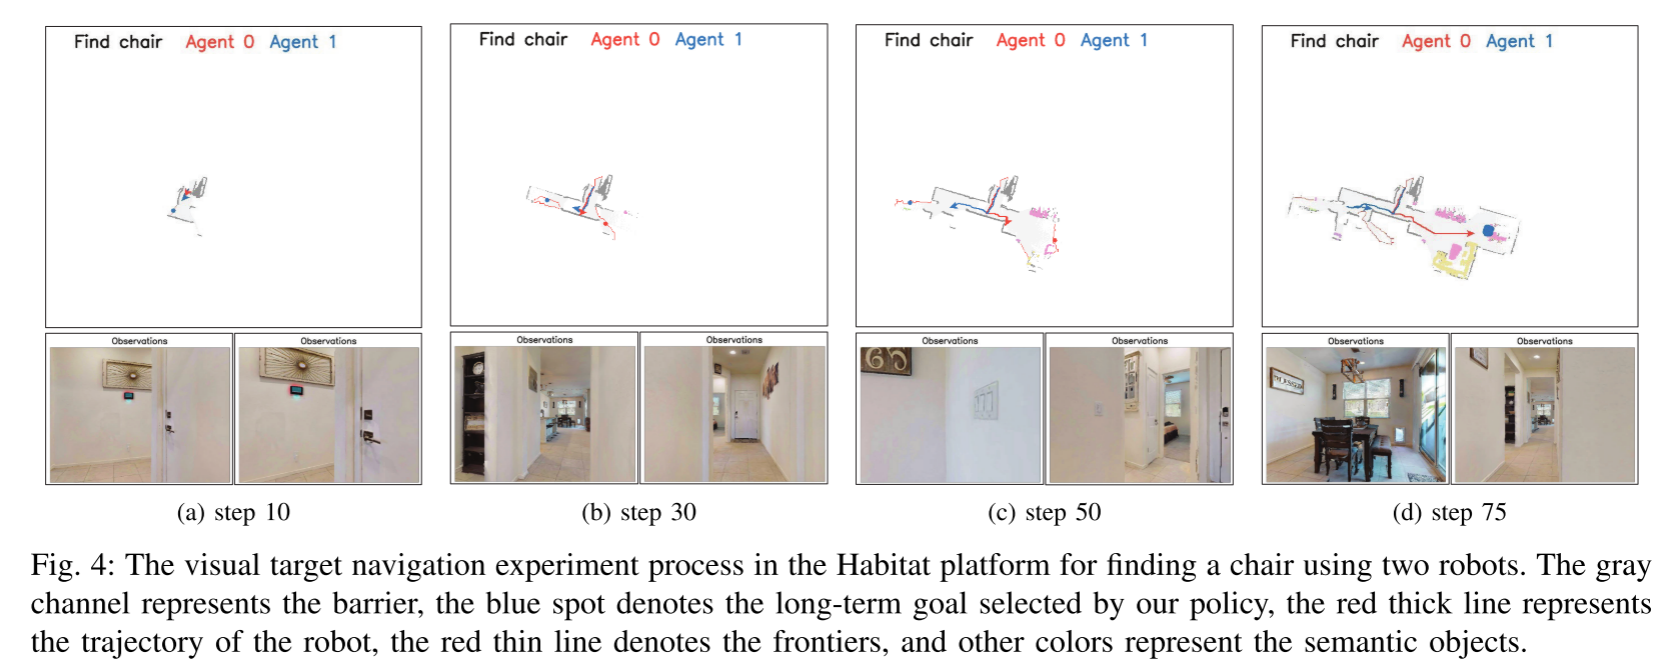 Find chair Agent 0 Agent 1
Find chair Agent 0 Agent 1
Find chair Agent 0 Agent 1
Find chair Agent 0 Agent 1
Observations Observations
Observations Observations
Observations Observations
Observations Observations
65
(a) step 10
(b) step 30
(c) step 50
(d) step 75
Fig. 4: The visual target navigation experiment process in the Habitat platform for finding a chair using two robots. The gray
channel represents the barrier, the blue spot denotes the long-term goal selected by our policy, the red thick line represents
the trajectory of the robot, the red thin line denotes the frontiers, and other colors represent the semantic objects.